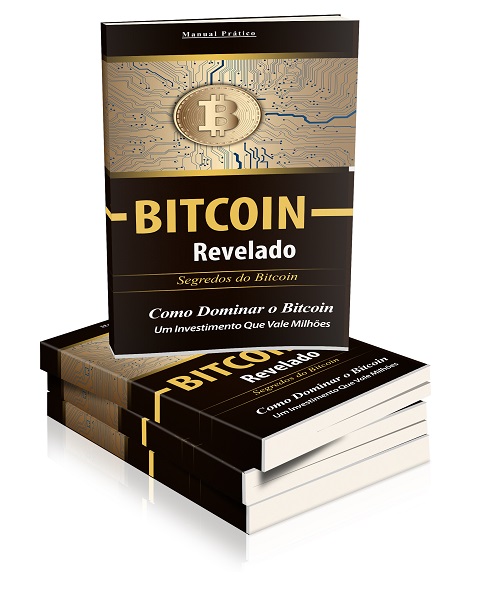 Manual Prático
BITCOIN
Revelado
Segredos do Bitcoin
Como Dominar o Bitcoin
Um Investimento Que Vale Milhões
BITCOIN
Revelado
Segredos do Bitcoin
Como Dominar o Bitcoin
Um Investimento Que Vale Milhões